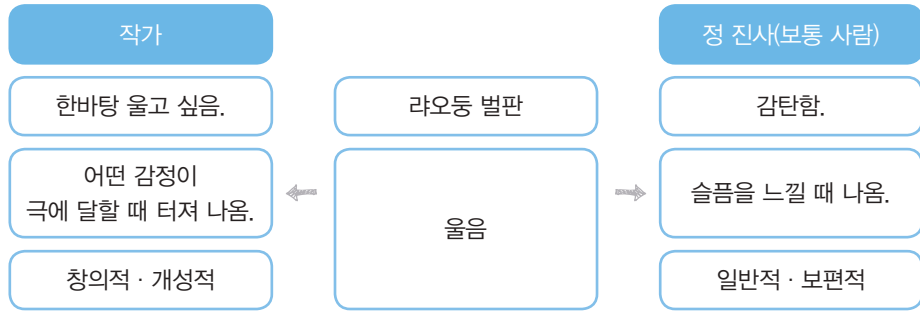 작가
정 진사(보통 사람)
한바탕 울고 싶음.
랴오둥 벌판
감탄함.
어떤 감정이
극에 달할 때 터져 나옴.
울음
슬픔을 느낄 때 나옴.
창의적 · 개성적
일반적 · 보편적